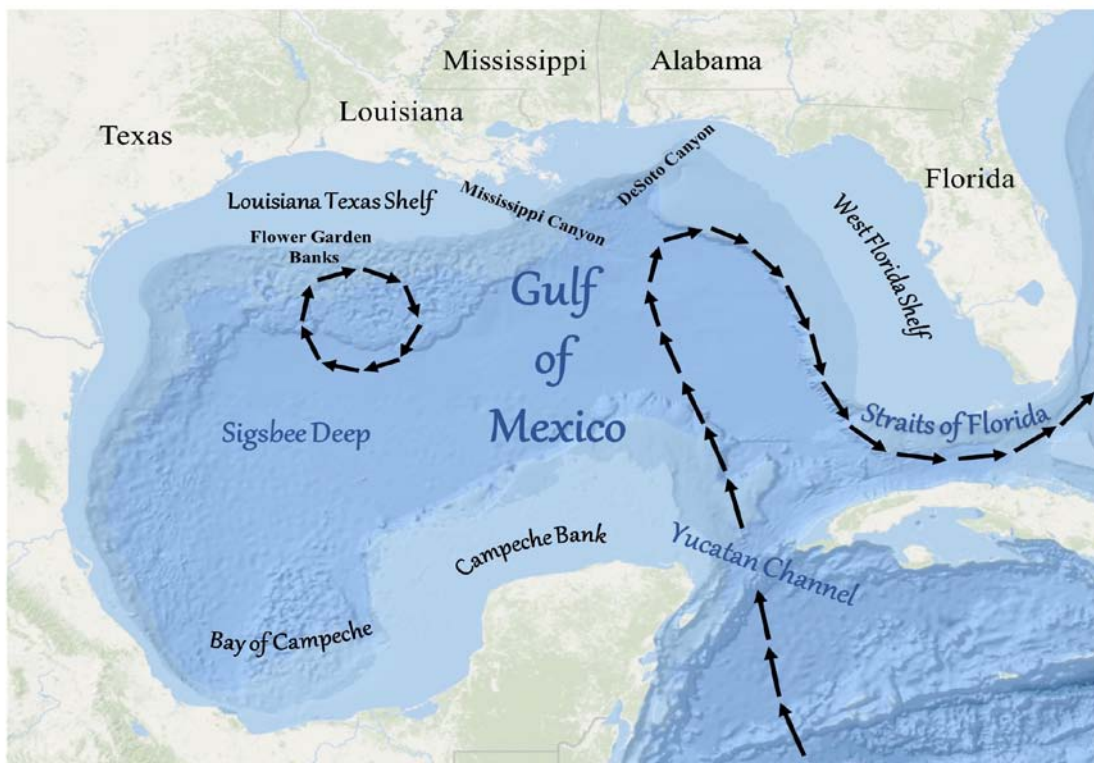 Mississippi
Alabama
Louisiana
Texas
DeSoto Canyon
Florida
Louisiana Texas Shelf
Mississippi Canyon
Flower Garden
Banks
West Florida Shelf
Gulf
of
Mexico
Straits of Florida
Sigsbee Deep
Campeche Bank
Yucatan Channel
Bay of Campeche